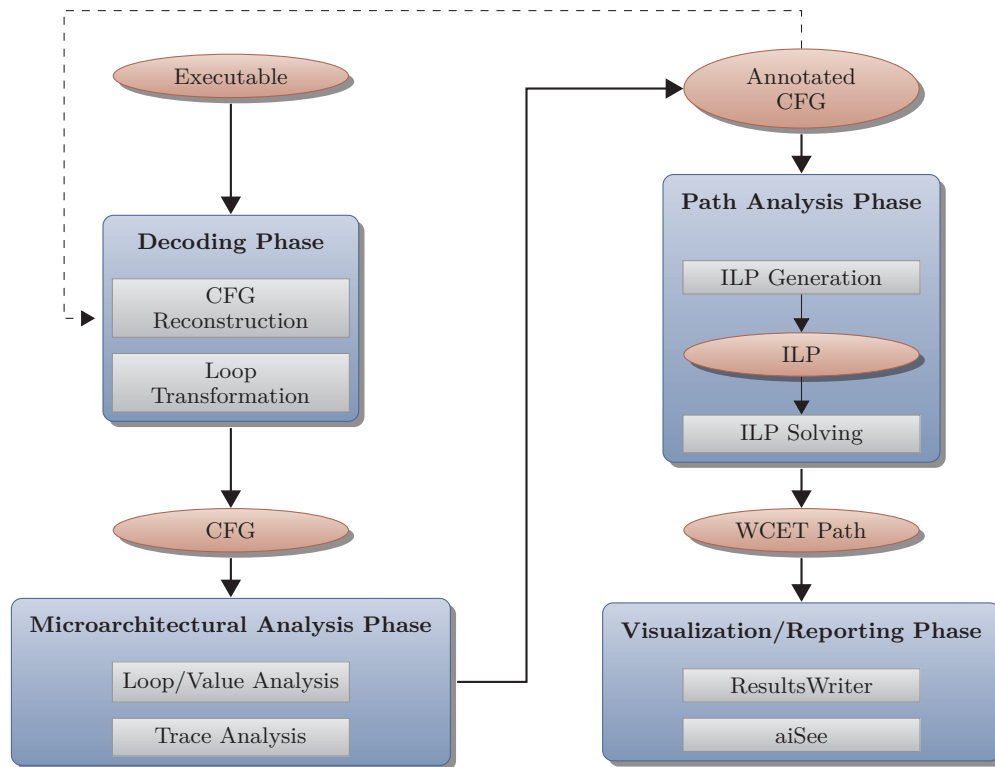 Executable
Decoding Phase
CFG
Reconstruction
Loop
Transformation
CFG
Microarchitectural Analysis Phase
Loop/Value Analysis
Trace Analysis
Annotated
CFG
Path Analysis Phase
ILP Generation
ILP
ILP Solving
WCET Path
Visualization/Reporting Phase
ResultsWriter
aiSee